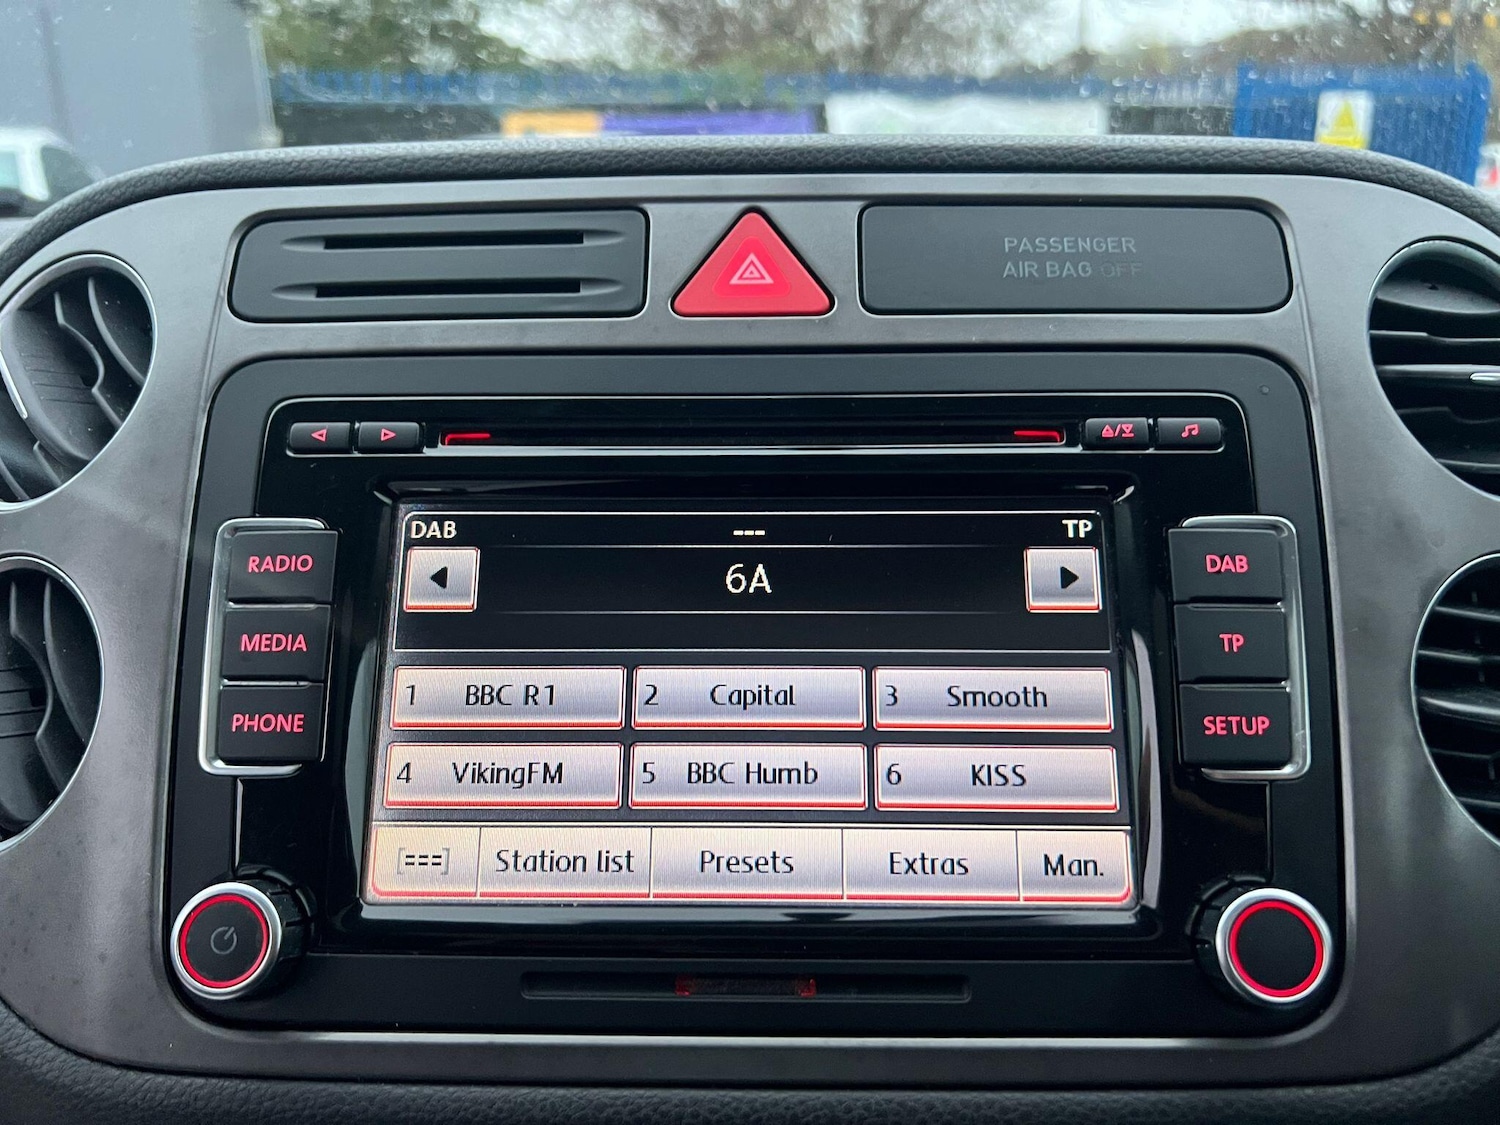 PASSENGER
AIR BAG OFF
DAB --- TP
6A
1 BBC R1
2 Capital
3 Smooth
4 VikingFM
5 BBC Humb
6 KISS
[===] Station list Presets Extras Man.
RADIO
MEDIA
PHONE
DAB
TP
SETUP